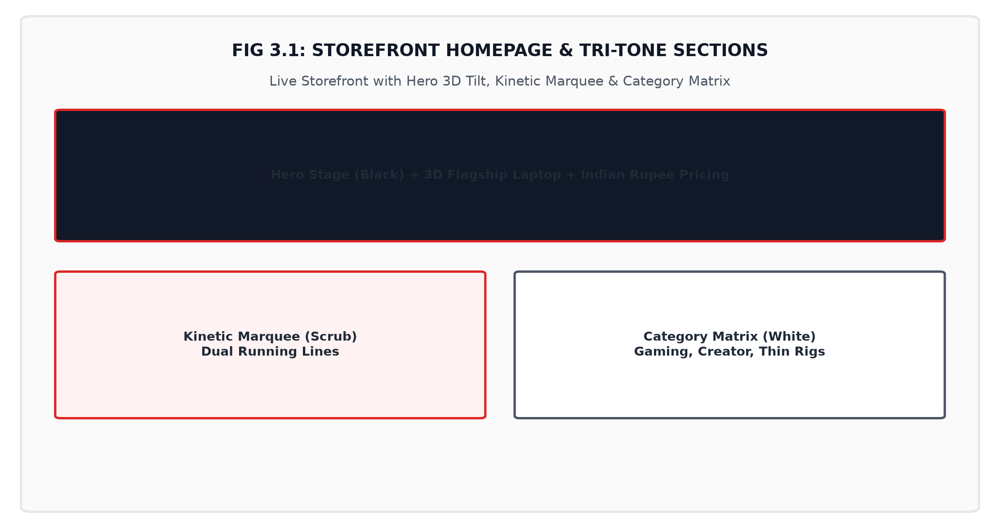 FIG 3.1: STOREFRONT HOMEPAGE & TRI-TONE SECTIONS
Live Storefront with Hero 3D Tilt, Kinetic Marquee & Category Matrix
Hero Stage (Black) + 3D Flagship Laptop + Indian Rupee Pricing
Kinetic Marquee (Scrub)
Dual Running Lines
Category Matrix (White)
Gaming, Creator, Thin Rigs